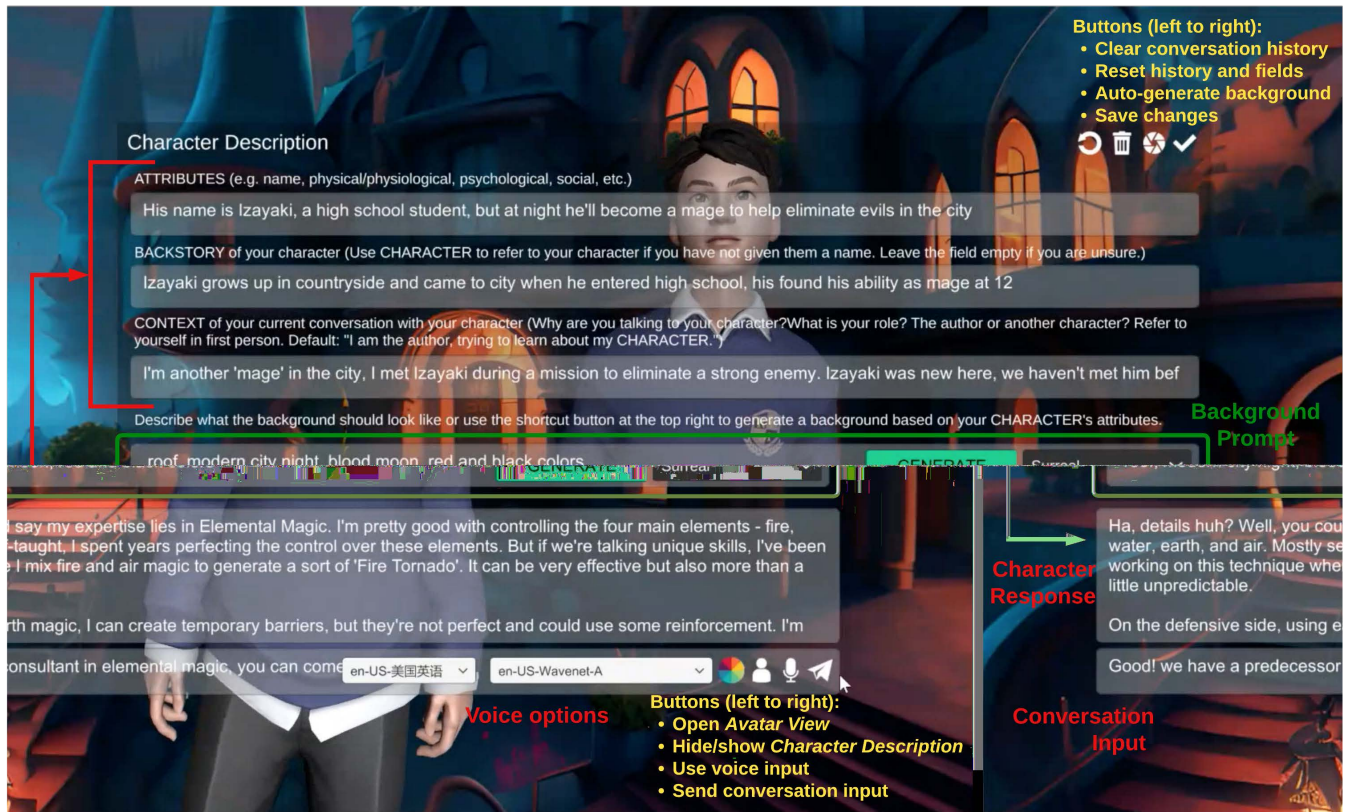 Buttons (left to right):
• Clear conversation history
• Reset history and fields
• Auto-generate background
• Save changes
Character Description
ATTRIBUTES (e.g. name, physical/physiological, psychological, social, etc.)
His name is Izayaki, a high school student, but at night he'll become a mage to help eliminate evils in the city
BACKSTORY of your character (Use CHARACTER to refer to your character if you have not given them a name. Leave the field empty if you are unsure.)
Izayaki grows up in countryside and came to city when he entered high school, his found his ability as mage at 12
CONTEXT of your current conversation with your character (Why are you talking to your character?What is your role? The author or another character? Refer to
yourself in first person. Default: "I am the author, trying to learn about my CHARACTER.")
I'm another 'mage' in the city, I met Izayaki during a mission to eliminate a strong enemy. Izayaki was new here, we haven't met him bef
Describe what the background should look like or use the shortcut button at the top right to generate a background based on your CHARACTER's attributes.
Background
Prompt
roof, modern city night, blood moon, red and black colors
GENERATE
Surreal
say my expertise lies in Elemental Magic. I'm pretty good with controlling the four main elements - fire,
-taught, I spent years perfecting the control over these elements. But if we're talking unique skills, I've been
I mix fire and air magic to generate a sort of 'Fire Tornado'. It can be very effective but also more than a
rth magic, I can create temporary barriers, but they're not perfect and could use some reinforcement. I'm
consultant in elemental magic, you can come
en-US-美国英语
en-US-Wavenet-A
Voice options
Buttons (left to right):
• Open Avatar View
• Hide/show Character Description
• Use voice input
• Send conversation input
Character
Response
Ha, details huh? Well, you cou
water, earth, and air. Mostly se
working on this technique whe
little unpredictable.
On the defensive side, using e
Good! we have a predecessor
Conversation
Input